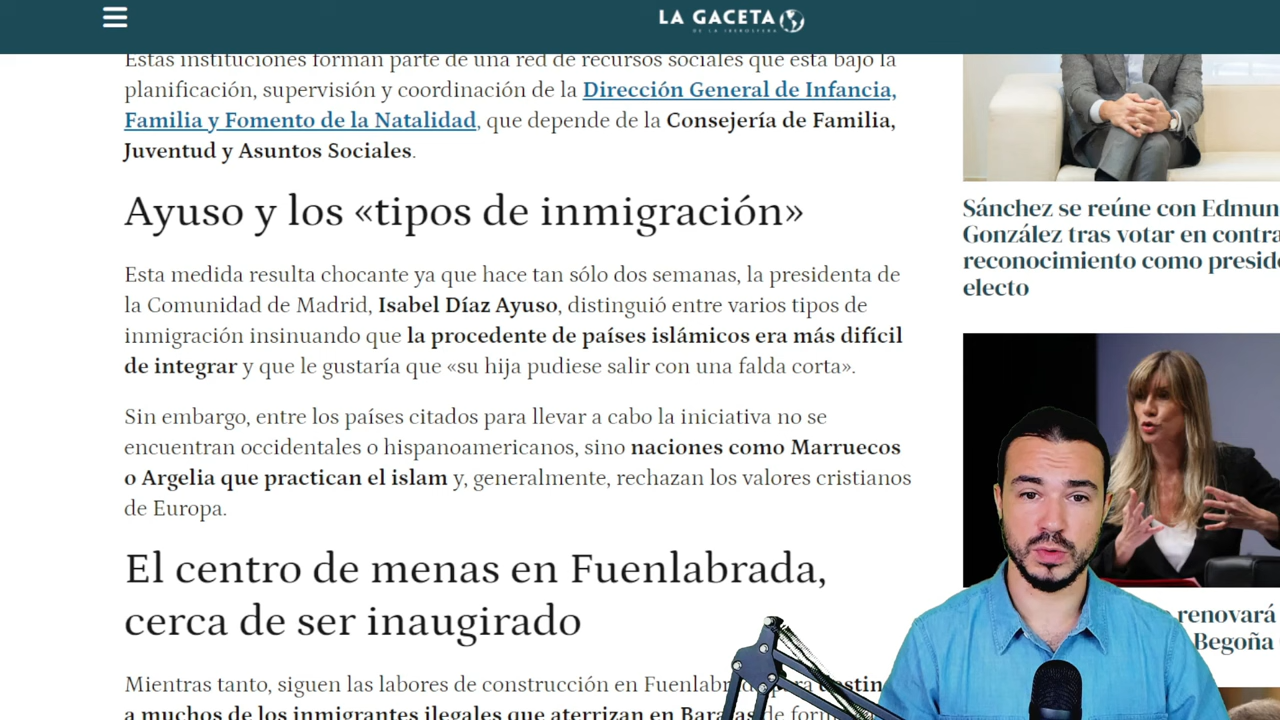 LA GACETA
DE LA IBEROSFERA
Estas instituciones forman parte de una red de recursos sociales que está bajo la
planificación, supervisión y coordinación de la Dirección General de Infancia,
Familia y Fomento de la Natalidad, que depende de la Consejería de Familia,
Juventud y Asuntos Sociales.
Ayuso y los «tipos de inmigración»
Esta medida resulta chocante ya que hace tan sólo dos semanas, la presidenta de
la Comunidad de Madrid, Isabel Díaz Ayuso, distinguió entre varios tipos de
inmigración insinuando que la procedente de países islámicos era más difícil
de integrar y que le gustaría que «su hija pudiese salir con una falda corta».
Sin embargo, entre los países citados para llevar a cabo la iniciativa no se
encuentran occidentales o hispanoamericanos, sino naciones como Marruecos
o Argelia que practican el islam y, generalmente, rechazan los valores cristianos
de Europa.
El centro de menas en Fuenlabrada,
cerca de ser inaugirado
Mientras tanto, siguen las labores de construcción en
a muchos de los inmigrantes ilegales que aterrizan en Barajas de
Sánchez se reúne con
González tras votar en
reconocimiento como
electo
renovará
Begoña